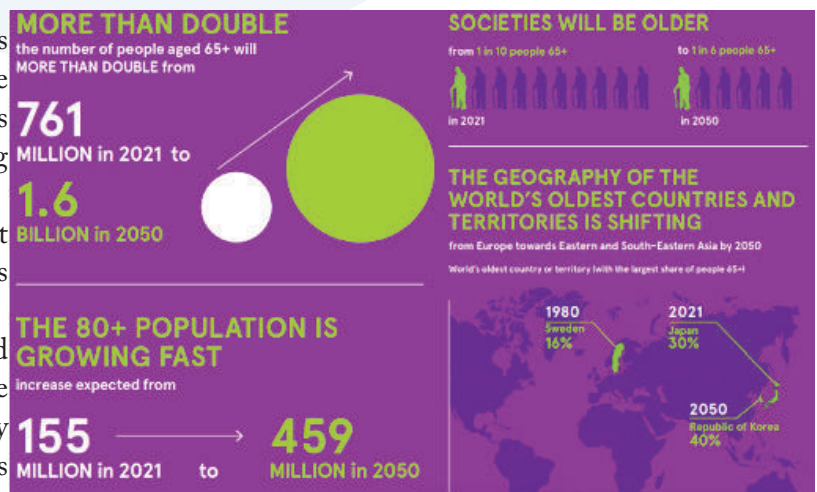 MORE THAN DOUBLE
the number of people aged 65+ will
MORE THAN DOUBLE from
761
MILLION in 2021 to
1.6
BILLION in 2050
THE 80+ POPULATION IS
GROWING FAST
increase expected from
155
MILLION in 2021 to
459
MILLION in 2050
SOCIETIES WILL BE OLDER
from 1 in 10 people 65+
in 2021
to 1 in 6 people 65+
in 2050
THE GEOGRAPHY OF THE
WORLD'S OLDEST COUNTRIES AND
TERRITORIES IS SHIFTING
from Europe towards Eastern and South-Eastern Asia by 2050
World's oldest country or territory (with the largest share of people 65+)
1980
Sweden
16%
2021
Japan
30%
2050
Republic of Korea
40%